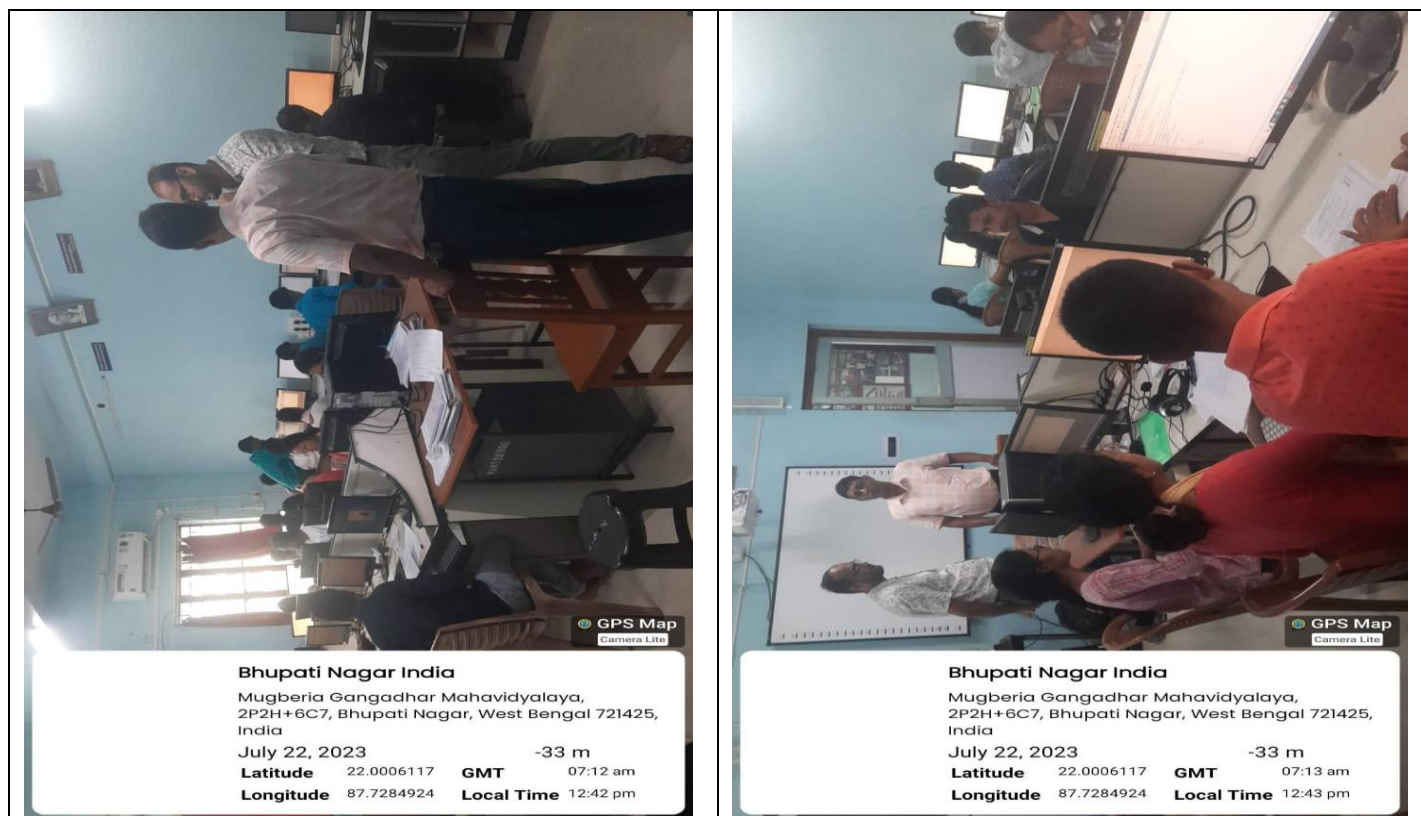 GPS Map
Camera Lite
Bhupati Nagar India
Mugberia Gangadhar Mahavidyalaya,
2P2H+6C7, Bhupati Nagar, West Bengal 721425,
India
July 22, 2023 -33 m
Latitude 22.0006117 GMT 07:12 am
Longitude 87.7284924 Local Time 12:42 pm
GPS Map
Camera Lite
Bhupati Nagar India
Mugberia Gangadhar Mahavidyalaya,
2P2H+6C7, Bhupati Nagar, West Bengal 721425,
India
July 22, 2023 -33 m
Latitude 22.0006117 GMT 07:13 am
Longitude 87.7284924 Local Time 12:43 pm